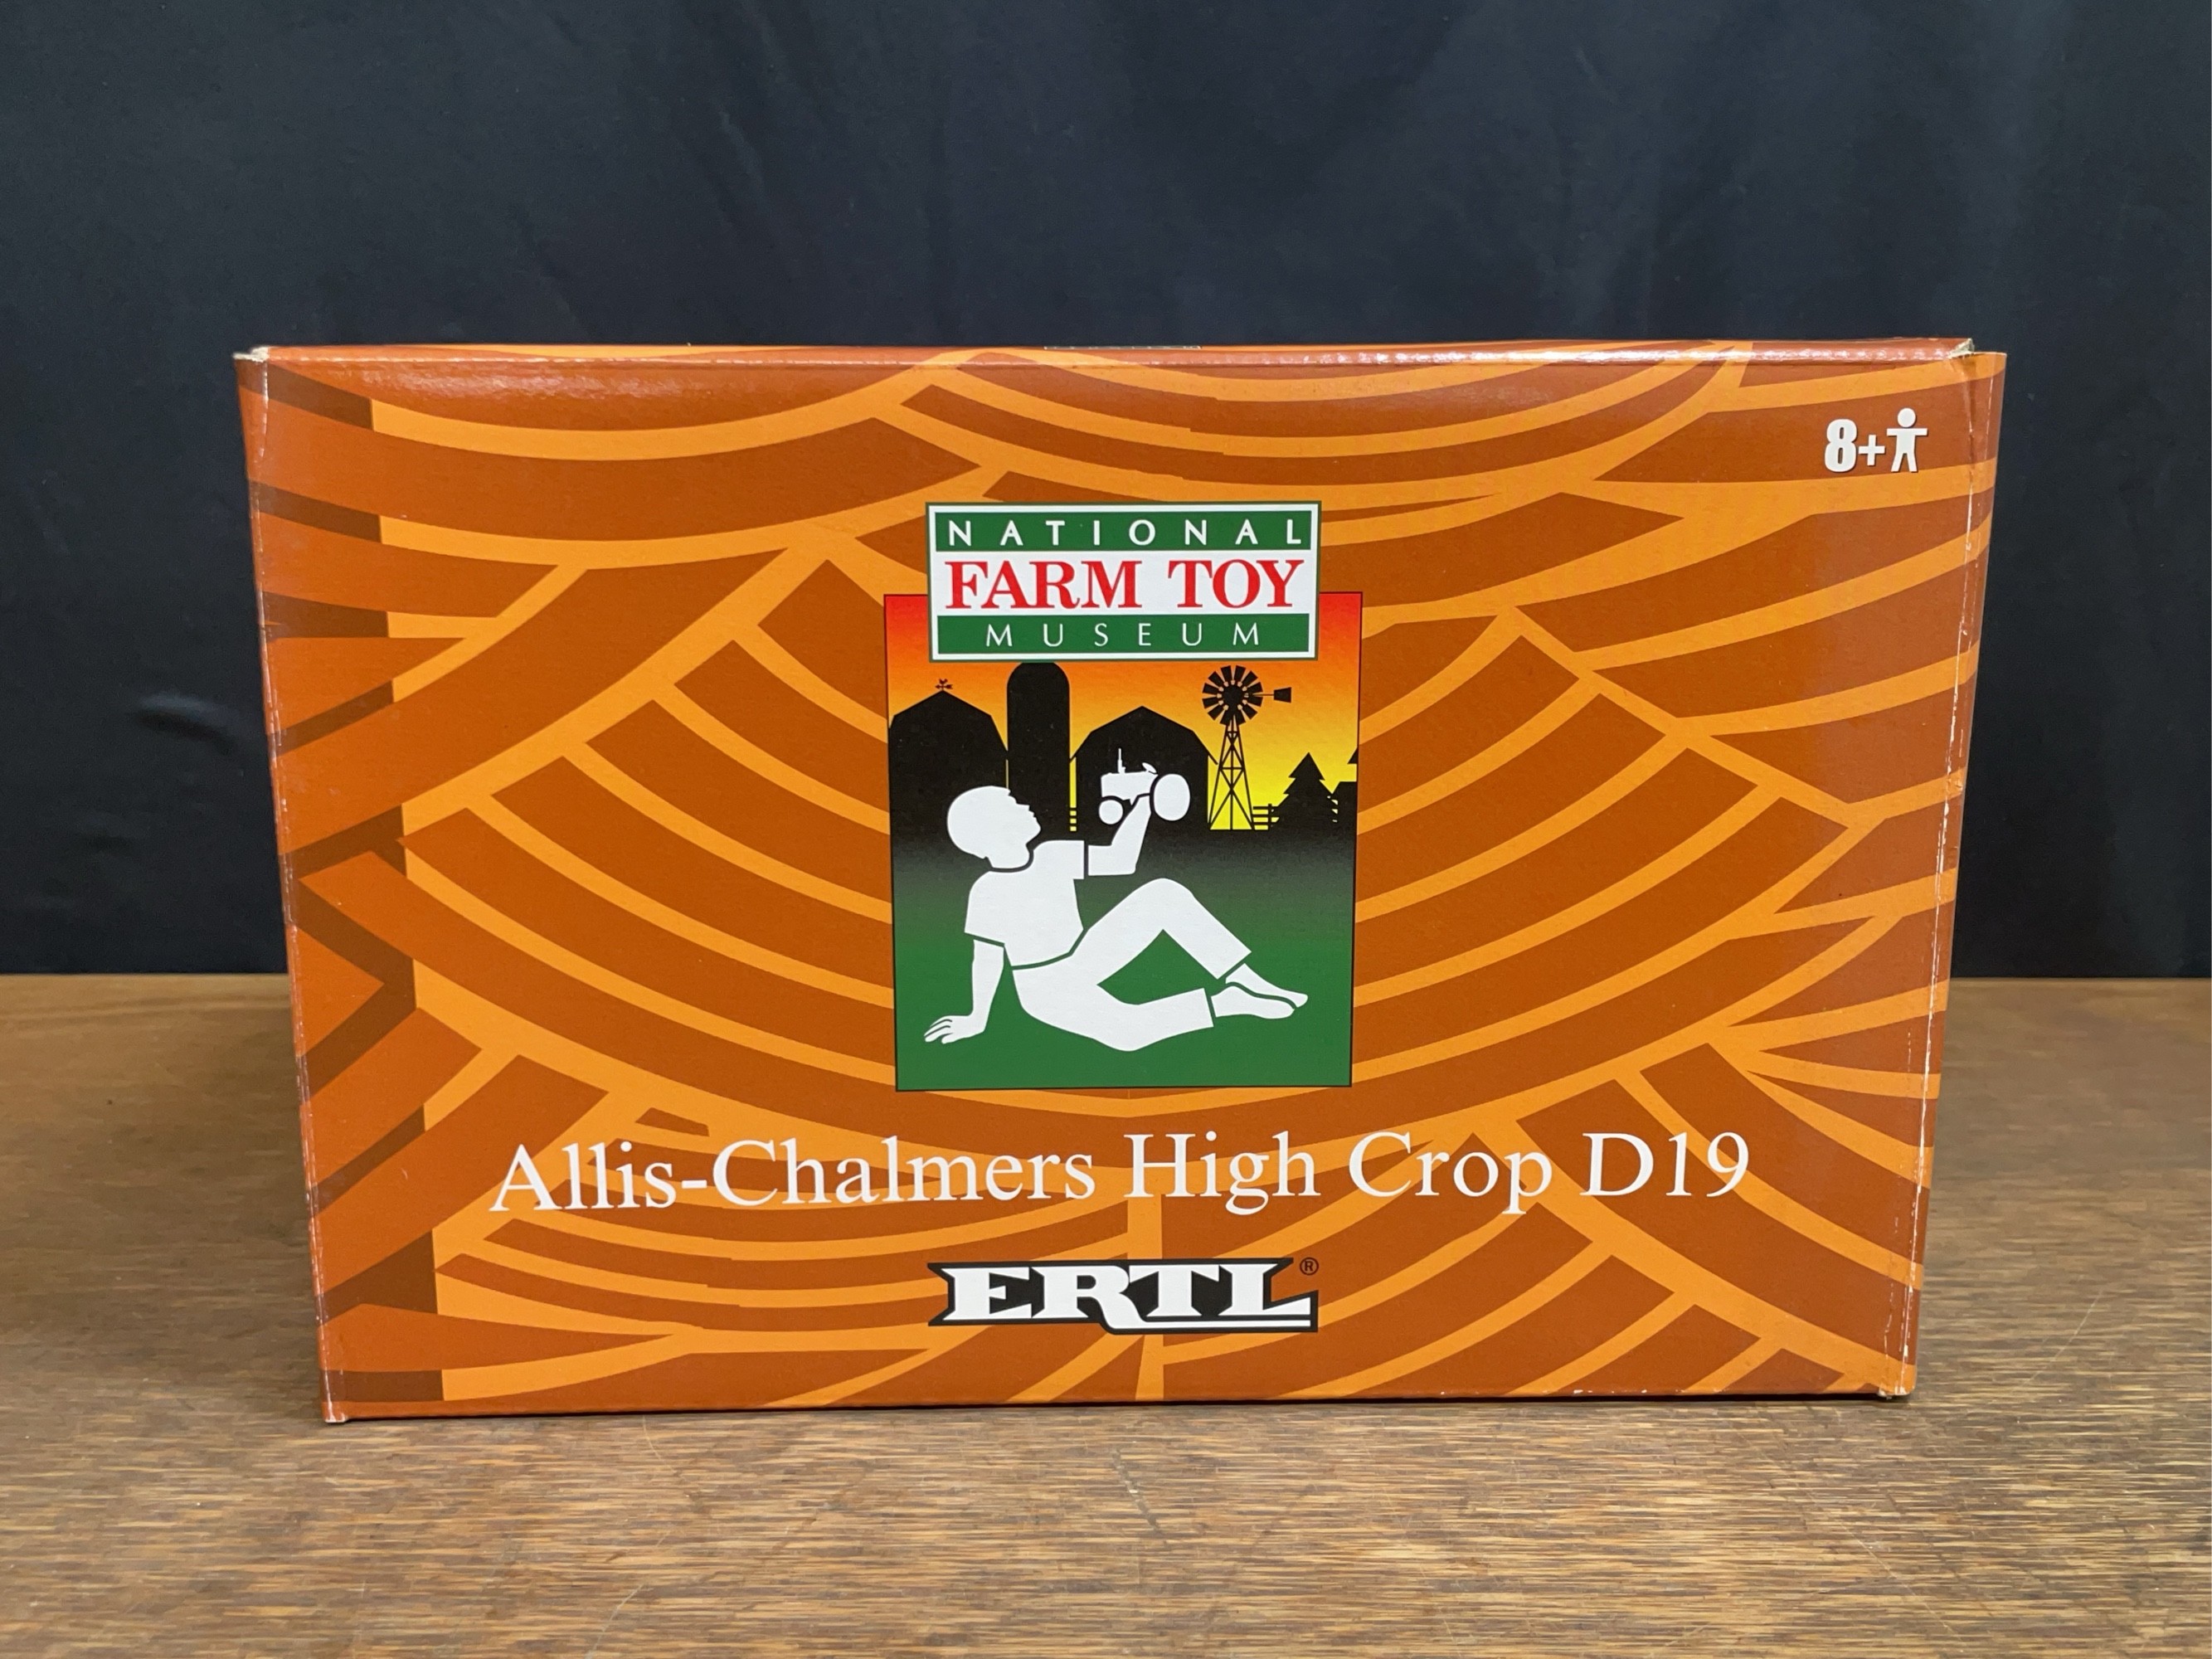 8+
NATIONAL
FARM TOY
MUSEUM
Allis-Chalmers High Crop D19
ERTL®